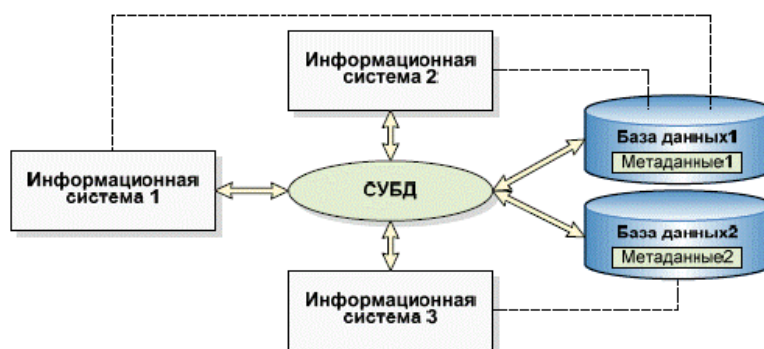 Информационная
система 2
База данных1
Метаданные1
Информационная
система 1
СУБД
База данных2
Метаданные2
Информационная
система 3